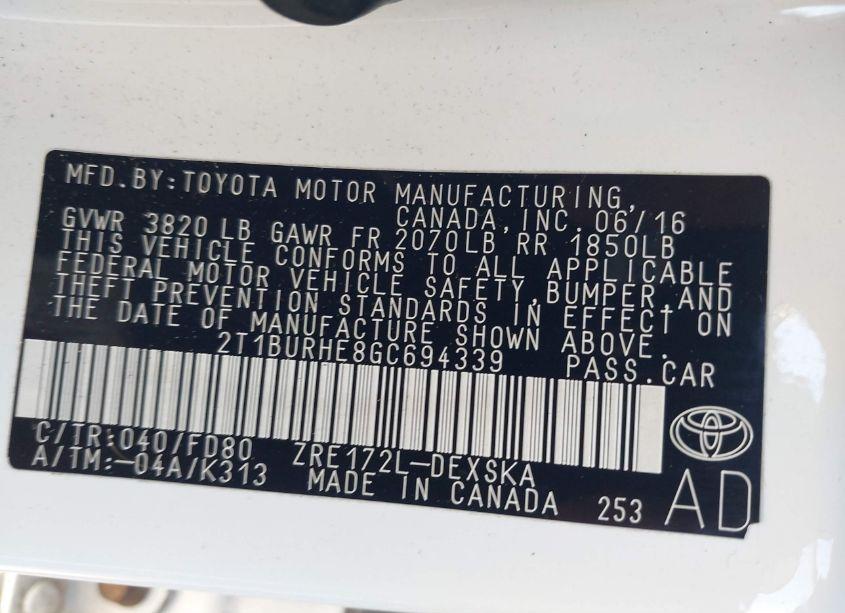 MFD.BY:TOYOTA MOTOR MANUFACTURING,
CANADA,INC. 06/16
GVWR 3820 LB GAWR FR 2070LB RR 1850LB
THIS VEHICLE CONFORMS TO ALL APPLICABLE
FEDERAL MOTOR VEHICLE SAFETY,BUMPER,AND
THEFT PREVENTION STANDARDS IN EFFECT ON
THE DATE OF MANUFACTURE SHOWN ABOVE.
2T1BURHE8GC694339 PASS.CAR
C/TR:040/FD80 ZRE172L-DEXSKA
A/TM:-04A/K313 MADE IN CANADA 253 AD